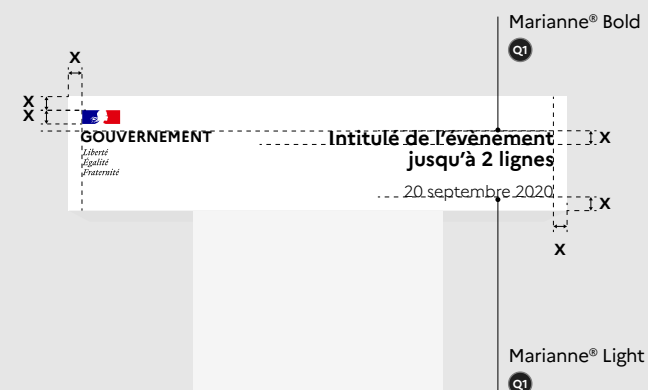 Marianne® Bold
Q1
X
X
X
GOUVERNEMENT
Liberté
Égalité
Fraternité
Intitulé de l’évènement
jusqu’à 2 lignes
20 septembre 2020
X
X
X
Marianne® Light
Q1